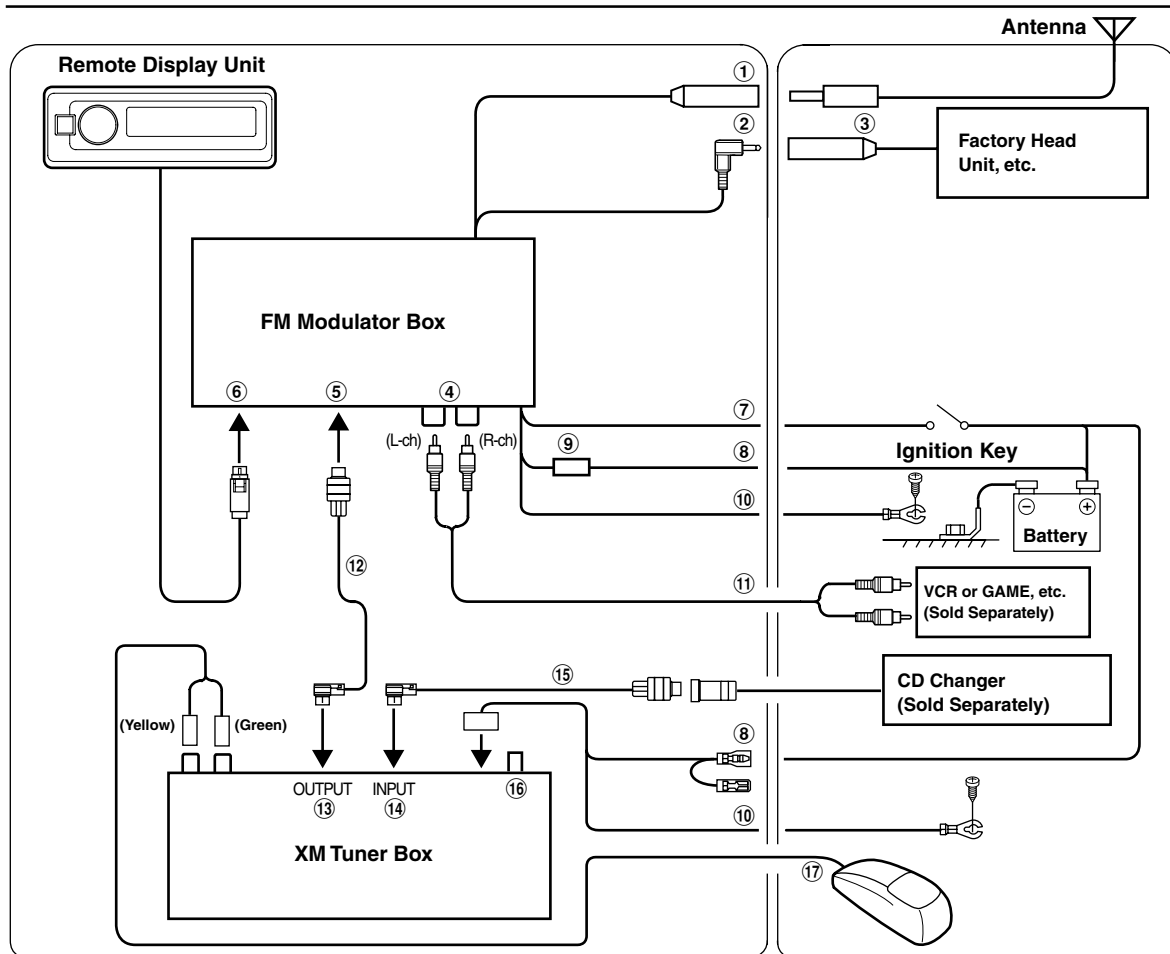 Antenna
Remote Display Unit
①
②
③
Factory Head
Unit, etc.
FM Modulator Box
⑥
⑤
④
(L-ch)
(R-ch)
⑦
⑨
⑧
Ignition Key
⑩
− +
Battery
⑫
⑪
VCR or GAME, etc.
(Sold Separately)
⑮
CD Changer
(Sold Separately)
(Yellow)
(Green)
⑧
OUTPUT
⑬
INPUT
⑭
⑯
⑩
XM Tuner Box
⑰